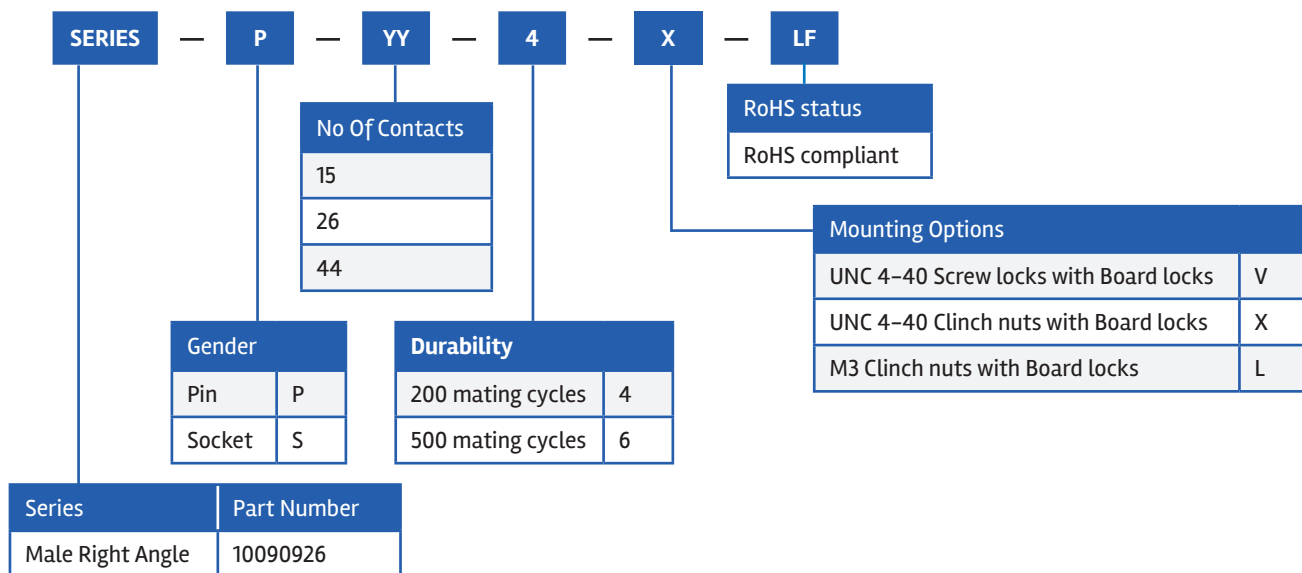 SERIES — P — YY — 4 — X — LF
RoHS status
RoHS compliant
No Of Contacts
15
26
44
Mounting Options
UNC 4–40 Screw locks with Board locks V
UNC 4–40 Clinch nuts with Board locks X
M3 Clinch nuts with Board locks L
Gender
Pin P
Socket S
Durability
200 mating cycles 4
500 mating cycles 6
Series Part Number
Male Right Angle 10090926